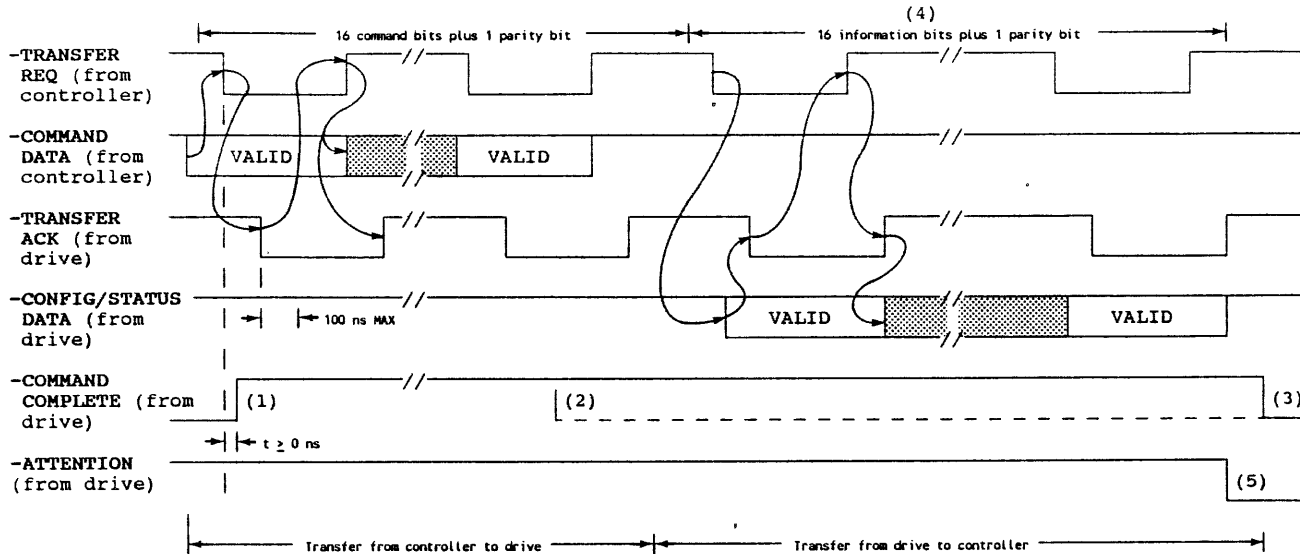 (4)
16 command bits plus 1 parity bit
16 information bits plus 1 parity bit
-TRANSFER
REQ (from
controller)
-COMMAND
DATA (from
controller)
VALID
VALID
-TRANSFER
ACK (from
drive)
-CONFIG/STATUS
DATA (from
drive)
100 ns MAX
VALID
VALID
-COMMAND
COMPLETE (from
drive)
(1)
(2)
(3)
t ≥ 0 ns
-ATTENTION
(from drive)
(5)
Transfer from controller to drive
Transfer from drive to controller